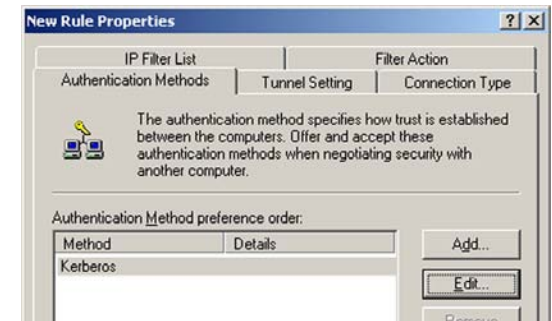 New Rule Properties
IP Filter List
Filter Action
Authentication Methods
Tunnel Setting
Connection Type
The authentication method specifies how trust is established
between the computers. Offer and accept these
authentication methods when negotiating security with
another computer.
Authentication Method preference order:
Method
Details
Add...
Kerberos
Edit...
Remove